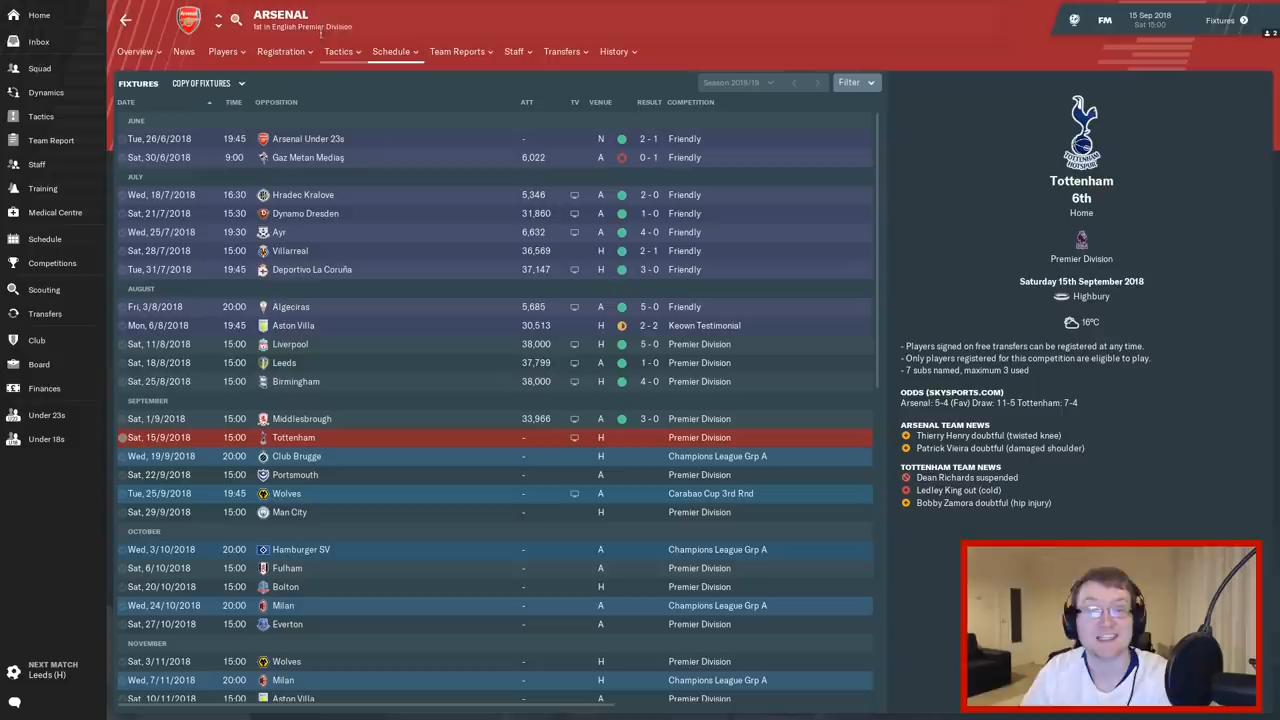 ARSENAL
1st in English Premier Division
15 Sep 2018
Sat 15:00
FM
Fixtures
2
Home
Inbox
Squad
Dynamics
Tactics
Team Report
Staff
Training
Medical Centre
Schedule
Competitions
Scouting
Transfers
Club
Board
Finances
Under 23s
Under 18s
NEXT MATCH
Leeds (H)
Overview News Players Registration Tactics Schedule Team Reports Staff Transfers History
FIXTURES COPY OF FIXTURES Season 2018/19 Filter
DATE TIME OPPOSITION ATT TV VENUE RESULT COMPETITION
JUNE
Tue, 26/6/2018 19:45 Arsenal Under 23s - N 2 - 1 Friendly
Sat, 30/6/2018 9:00 Gaz Metan Mediaş 6,022 A 0 - 1 Friendly
JULY
Wed, 18/7/2018 16:30 Hradec Kralove 5,346 A 2 - 0 Friendly
Sat, 21/7/2018 15:30 Dynamo Dresden 31,860 A 1 - 0 Friendly
Wed, 25/7/2018 19:30 Ayr 6,632 A 4 - 0 Friendly
Sat, 28/7/2018 15:00 Villarreal 36,569 H 2 - 1 Friendly
Tue, 31/7/2018 19:45 Deportivo La Coruña 37,147 H 3 - 0 Friendly
AUGUST
Fri, 3/8/2018 20:00 Algeciras 5,685 A 5 - 0 Friendly
Mon, 6/8/2018 19:45 Aston Villa 30,513 H 2 - 2 Keown Testimonial
Sat, 11/8/2018 15:00 Liverpool 38,000 H 5 - 0 Premier Division
Sat, 18/8/2018 15:00 Leeds 37,799 A 1 - 0 Premier Division
Sat, 25/8/2018 15:00 Birmingham 38,000 H 4 - 0 Premier Division
SEPTEMBER
Sat, 1/9/2018 15:00 Middlesbrough 33,966 A 3 - 0 Premier Division
Sat, 15/9/2018 15:00 Tottenham - H Premier Division
Wed, 19/9/2018 20:00 Club Brugge - H Champions League Grp A
Sat, 22/9/2018 15:00 Portsmouth - A Premier Division
Tue, 25/9/2018 19:45 Wolves - A Carabao Cup 3rd Rnd
Sat, 29/9/2018 15:00 Man City - H Premier Division
OCTOBER
Wed, 3/10/2018 20:00 Hamburger SV - A Champions League Grp A
Sat, 6/10/2018 15:00 Fulham - A Premier Division
Sat, 20/10/2018 15:00 Bolton - H Premier Division
Wed, 24/10/2018 20:00 Milan - A Champions League Grp A
Sat, 27/10/2018 15:00 Everton - A Premier Division
NOVEMBER
Sat, 3/11/2018 15:00 Wolves - H Premier Division
Wed, 7/11/2018 20:00 Milan - H Champions League Grp A
Sat, 10/11/2018 15:00 Aston Villa - A Premier Division
TOTTENHAM
HOTSPUR
Tottenham
6th
Home
Premier Division
Saturday 15th September 2018
Highbury
16ºC
- Players signed on free transfers can be registered at any time.
- Only players registered for this competition are eligible to play.
- 7 subs named, maximum 3 used
ODDS (SKYSPORTS.COM)
Arsenal: 5-4 (Fav) Draw: 11-5 Tottenham: 7-4
ARSENAL TEAM NEWS
Thierry Henry doubtful (twisted knee)
Patrick Vieira doubtful (damaged shoulder)
TOTTENHAM TEAM NEWS
Dean Richards suspended
Ledley King out (cold)
Bobby Zamora doubtful (hip injury)